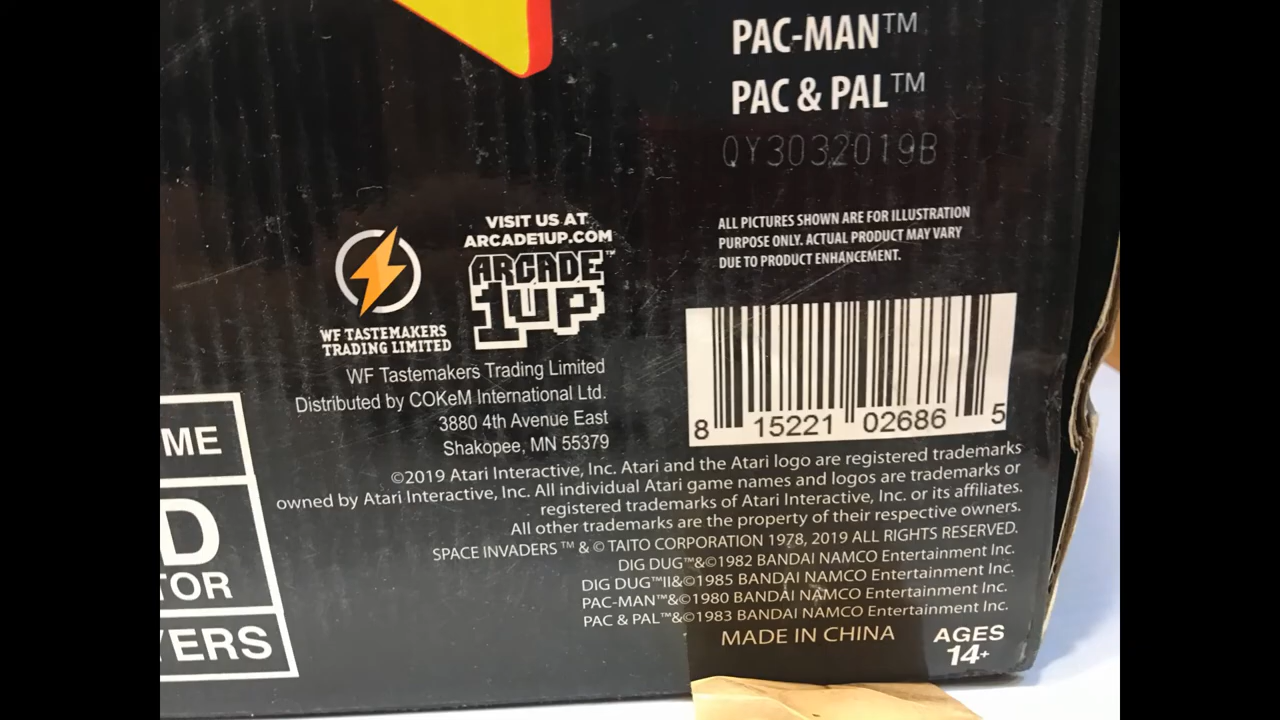 PAC-MAN™
PAC & PAL™
QY3032019B
VISIT US AT
ARCADE1UP.COM
ARCADE™
1UP
WF TASTEMAKERS
TRADING LIMITED
WF Tastemakers Trading Limited
Distributed by COKeM International Ltd.
3880 4th Avenue East
Shakopee, MN 55379
ALL PICTURES SHOWN ARE FOR ILLUSTRATION
PURPOSE ONLY. ACTUAL PRODUCT MAY VARY
DUE TO PRODUCT ENHANCEMENT.
8 15221 02686 5
ME
D
TOR
YERS
©2019 Atari Interactive, Inc. Atari and the Atari logo are registered trademarks
owned by Atari Interactive, Inc. All individual Atari game names and logos are trademarks or
registered trademarks of Atari Interactive, Inc. or its affiliates.
All other trademarks are the property of their respective owners.
SPACE INVADERS ™ & © TAITO CORPORATION 1978, 2019 ALL RIGHTS RESERVED.
DIG DUG™&©1982 BANDAI NAMCO Entertainment Inc.
DIG DUG™II&©1985 BANDAI NAMCO Entertainment Inc.
PAC-MAN™&©1980 BANDAI NAMCO Entertainment Inc.
PAC & PAL™&©1983 BANDAI NAMCO Entertainment Inc.
MADE IN CHINA
AGES
14+